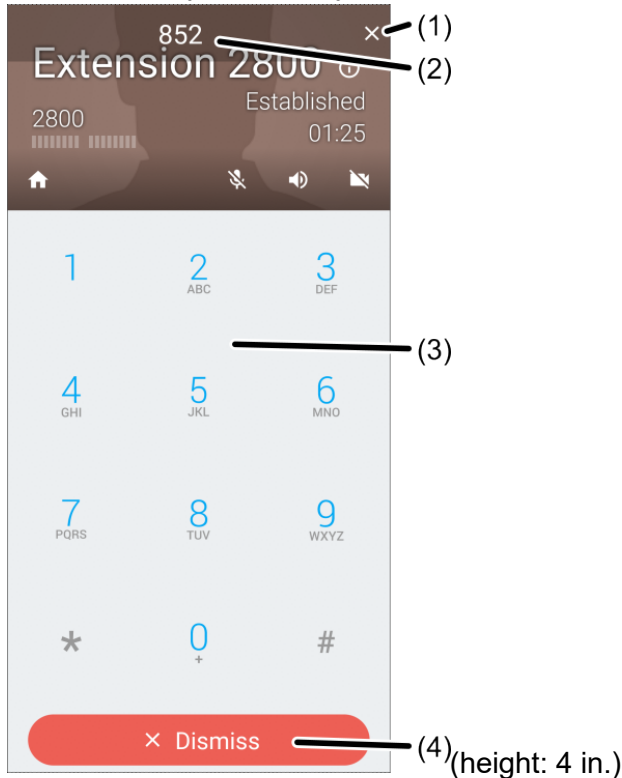 852 × (1)
Extension 2800 (2)
2800 Established
01:25
1 2 3
ABC DEF
(3)
4 5 6
GHI JKL MNO
7 8 9
PQRS TUV WXYZ
* 0 #
+
× Dismiss (4)
(height: 4 in.)